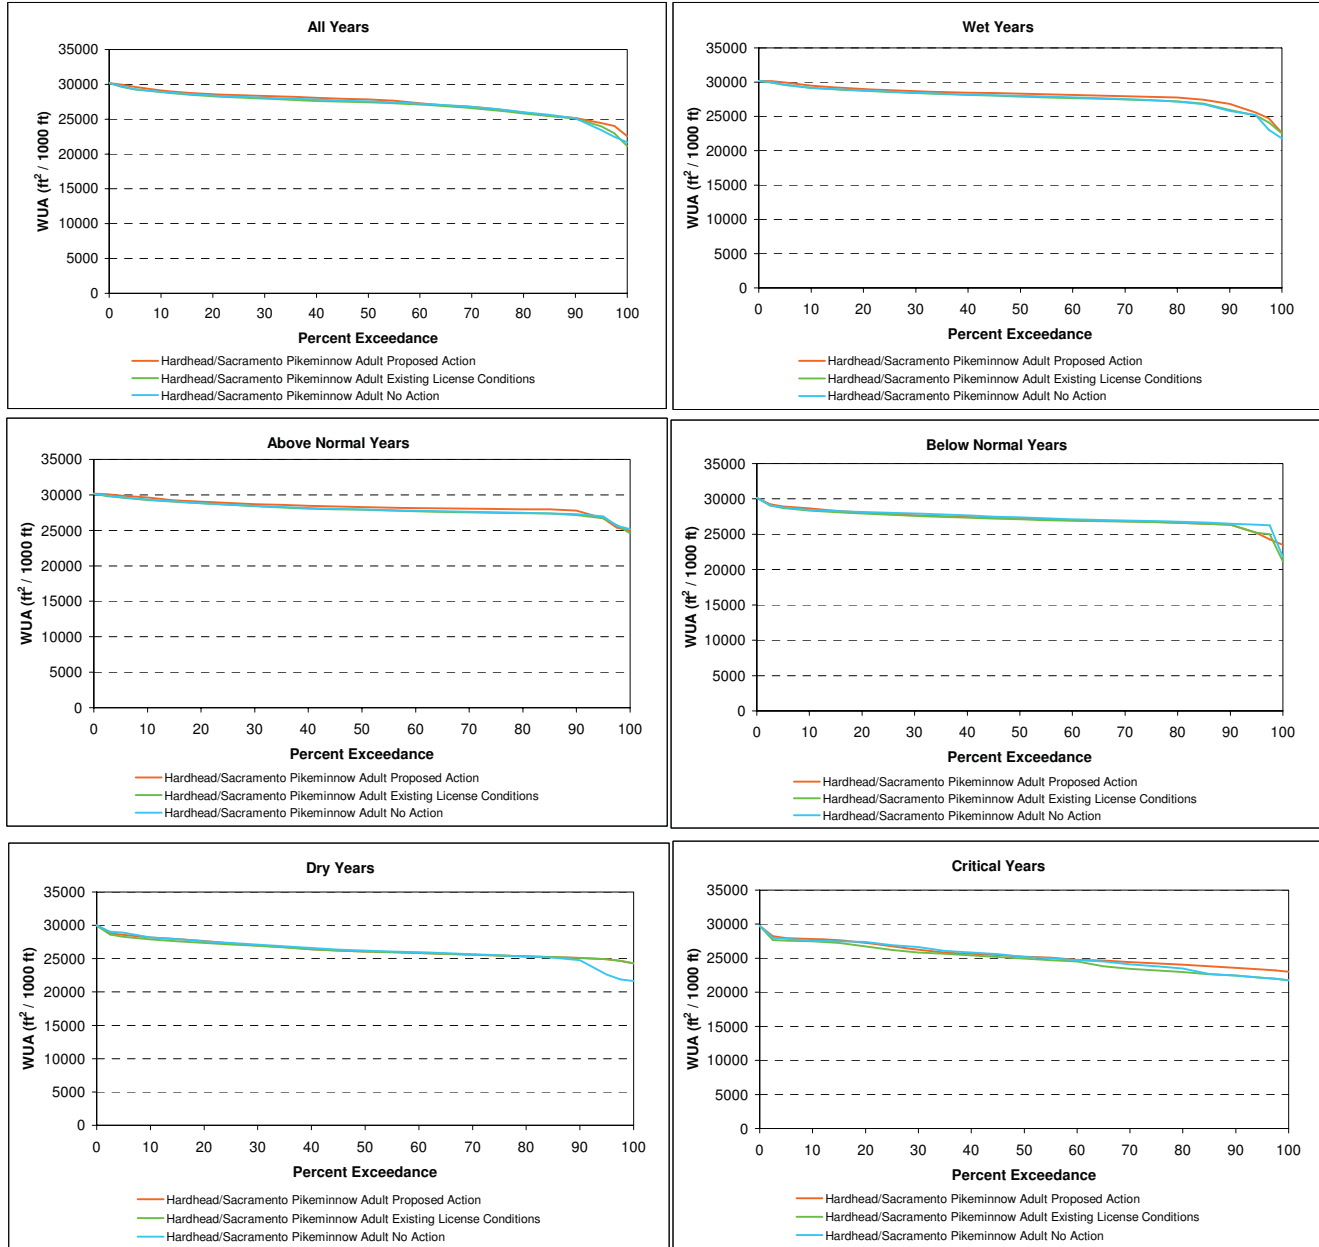 All Years
35000
30000
25000
20000
15000
10000
5000
0
WUA (ft² / 1000 ft)
0 10 20 30 40 50 60 70 80 90 100
Percent Exceedance
Hardhead/Sacramento Pikeminnow Adult Proposed Action
Hardhead/Sacramento Pikeminnow Adult Existing License Conditions
Hardhead/Sacramento Pikeminnow Adult No Action
Wet Years
35000
30000
25000
20000
15000
10000
5000
0
WUA (ft² / 1000 ft)
0 10 20 30 40 50 60 70 80 90 100
Percent Exceedance
Hardhead/Sacramento Pikeminnow Adult Proposed Action
Hardhead/Sacramento Pikeminnow Adult Existing License Conditions
Hardhead/Sacramento Pikeminnow Adult No Action
Above Normal Years
35000
30000
25000
20000
15000
10000
5000
0
WUA (ft² / 1000 ft)
0 10 20 30 40 50 60 70 80 90 100
Percent Exceedance
Hardhead/Sacramento Pikeminnow Adult Proposed Action
Hardhead/Sacramento Pikeminnow Adult Existing License Conditions
Hardhead/Sacramento Pikeminnow Adult No Action
Below Normal Years
35000
30000
25000
20000
15000
10000
5000
0
WUA (ft² / 1000 ft)
0 10 20 30 40 50 60 70 80 90 100
Percent Exceedance
Hardhead/Sacramento Pikeminnow Adult Proposed Action
Hardhead/Sacramento Pikeminnow Adult Existing License Conditions
Hardhead/Sacramento Pikeminnow Adult No Action
Dry Years
35000
30000
25000
20000
15000
10000
5000
0
WUA (ft² / 1000 ft)
0 10 20 30 40 50 60 70 80 90 100
Percent Exceedance
Hardhead/Sacramento Pikeminnow Adult Proposed Action
Hardhead/Sacramento Pikeminnow Adult Existing License Conditions
Hardhead/Sacramento Pikeminnow Adult No Action
Critical Years
35000
30000
25000
20000
15000
10000
5000
0
WUA (ft² / 1000 ft)
0 10 20 30 40 50 60 70 80 90 100
Percent Exceedance
Hardhead/Sacramento Pikeminnow Adult Proposed Action
Hardhead/Sacramento Pikeminnow Adult Existing License Conditions
Hardhead/Sacramento Pikeminnow Adult No Action